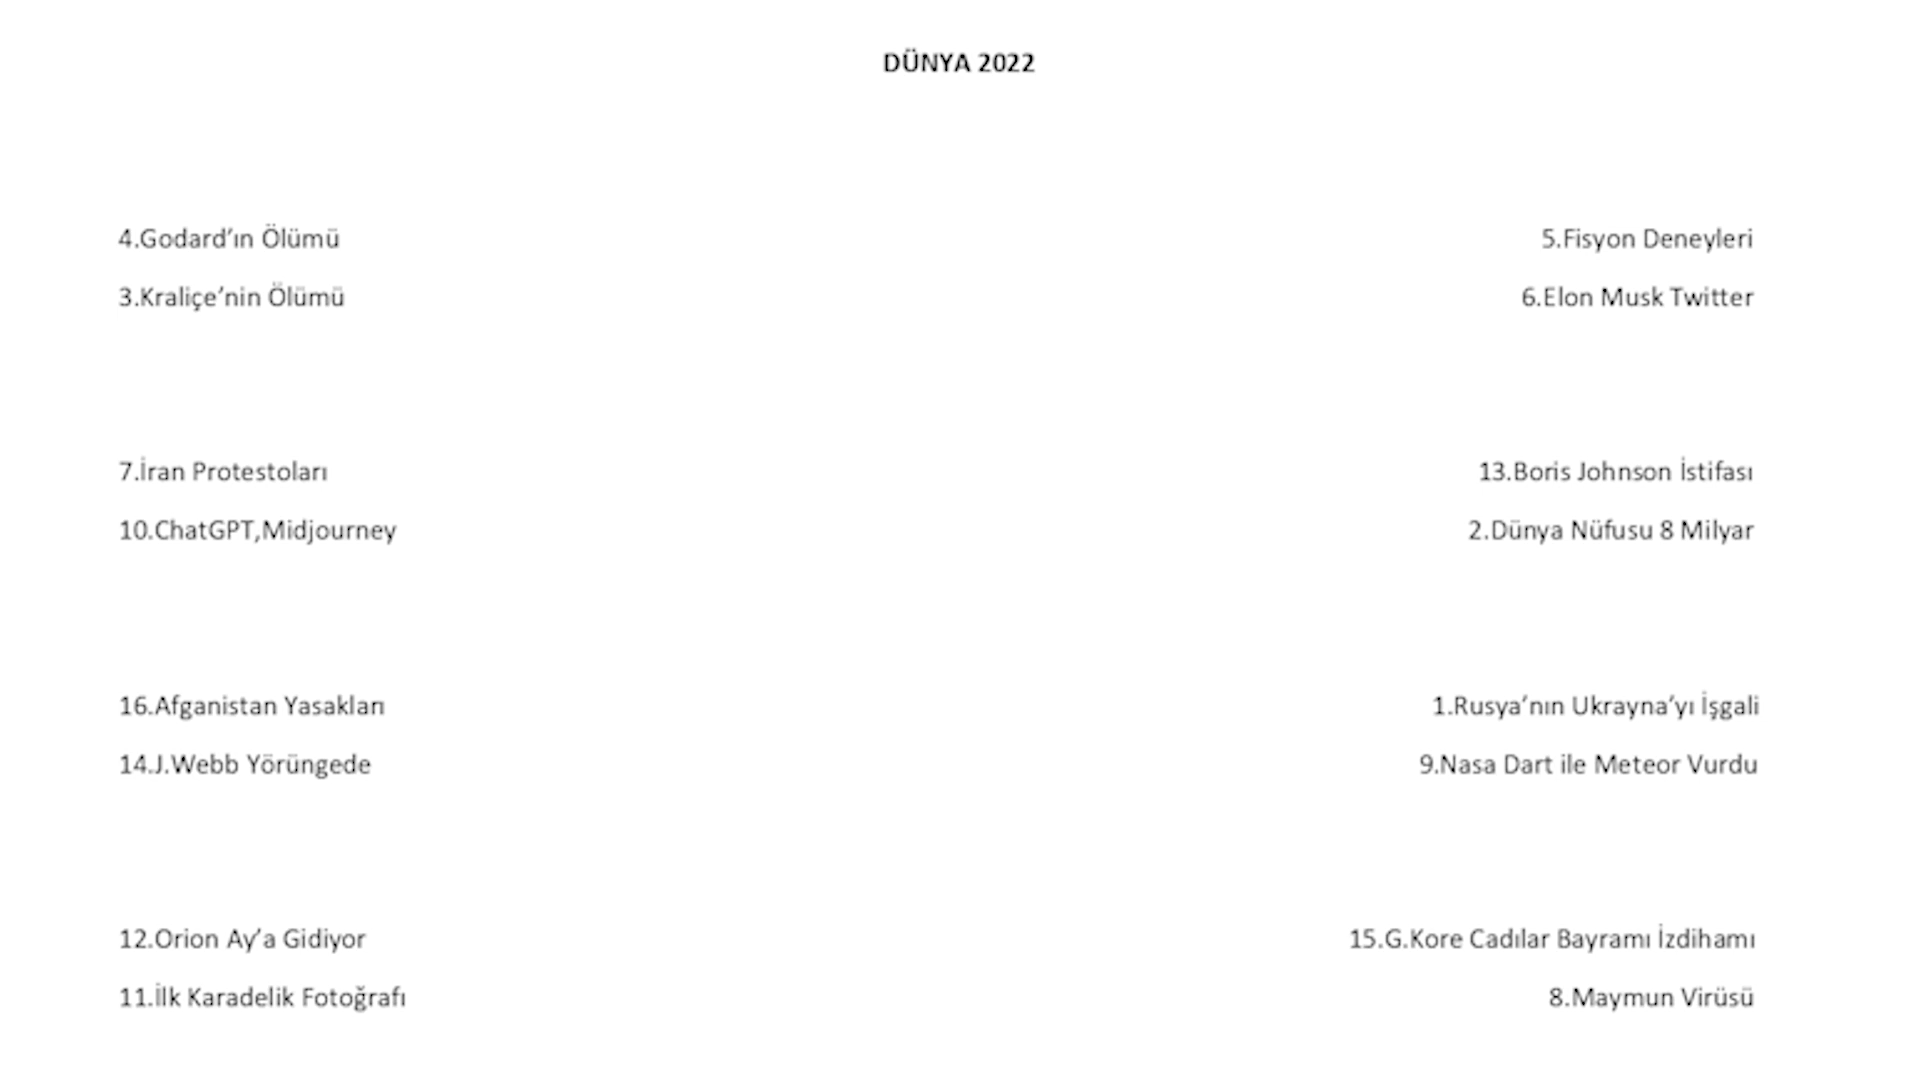 DÜNYA 2022
4.Godard’ın Ölümü
5.Fisyon Deneyleri
3.Kraliçe’nin Ölümü
6.Elon Musk Twitter
7.İran Protestoları
13.Boris Johnson İstifası
10.ChatGPT,Midjourney
2.Dünya Nüfusu 8 Milyar
16.Afganistan Yasakları
1.Rusya’nın Ukrayna’yı İşgali
14.J.Webb Yörüngede
9.Nasa Dart ile Meteor Vurdu
12.Orion Ay’a Gidiyor
15.G.Kore Cadılar Bayramı İzdihamı
11.İlk Karadelik Fotoğrafı
8.Maymun Virüsü